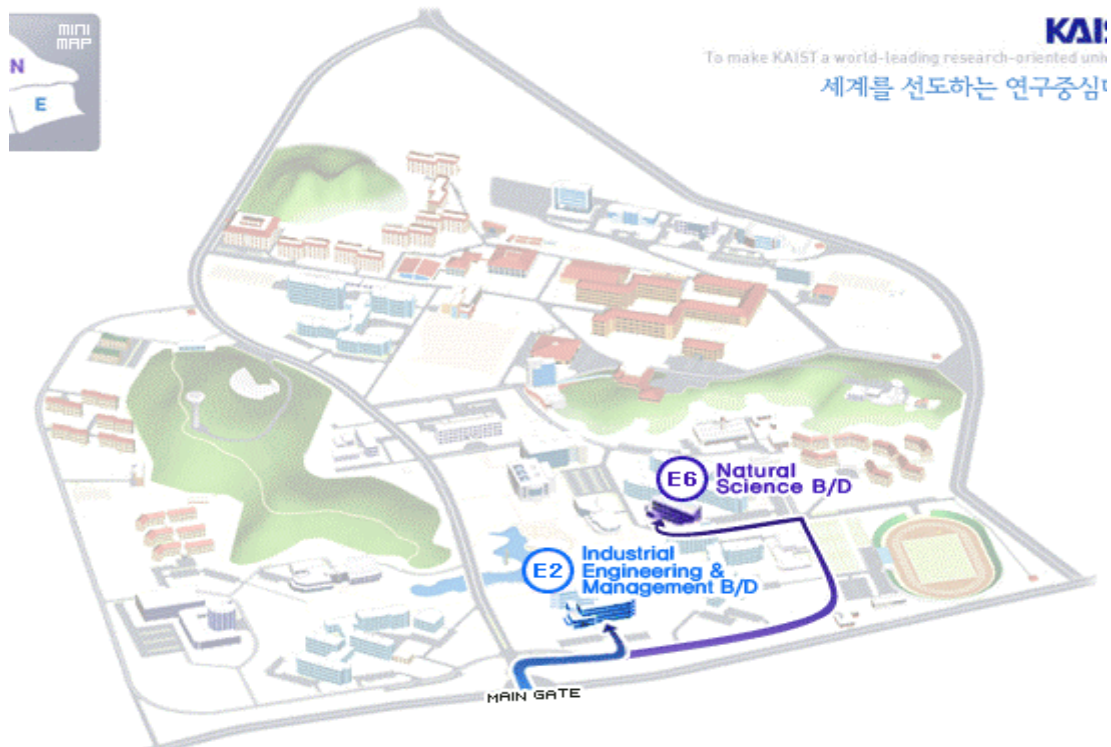 MINI
MAP
N
E
KAIS
To make KAIST a world-leading research-oriented univ
세계를 선도하는 연구중심
E6
Natural
Science B/D
E2
Industrial
Engineering &
Management B/D
MAIN GATE